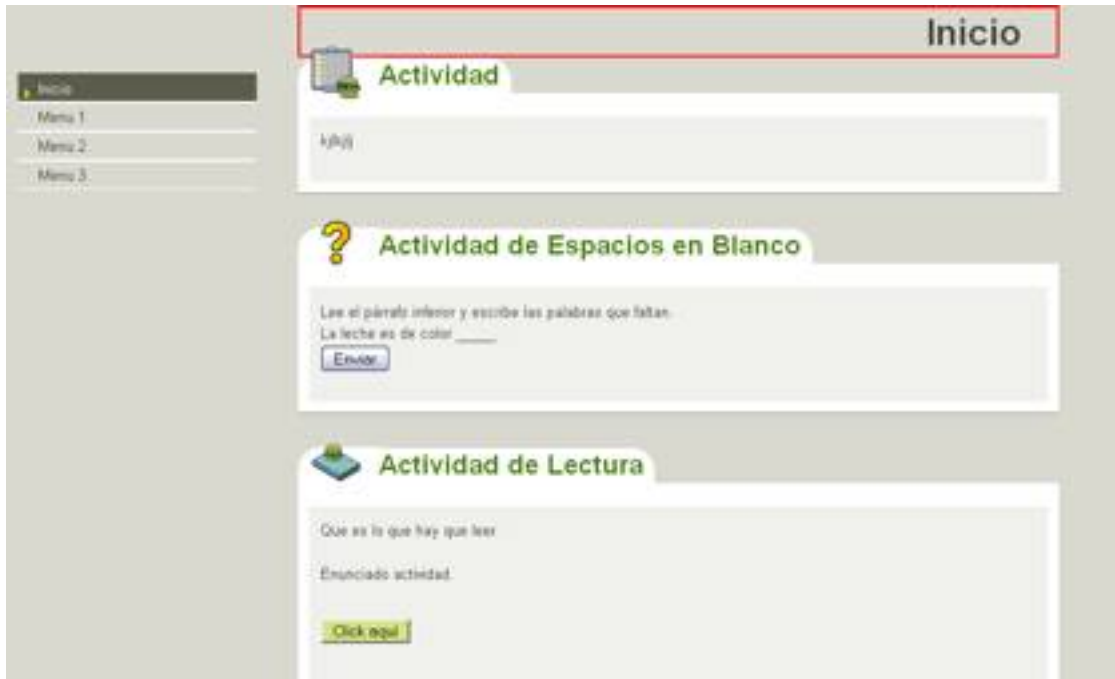 Inicio
Inicio
Menu 1
Menu 2
Menu 3
Actividad
Actividad de Espacios en Blanco
Lee el párrafo inferior y escribe las palabras que faltan.
La leche es de color _____
Enviar
Actividad de Lectura
Que es lo que hay que leer
Enunciado actividad.
Click aquí